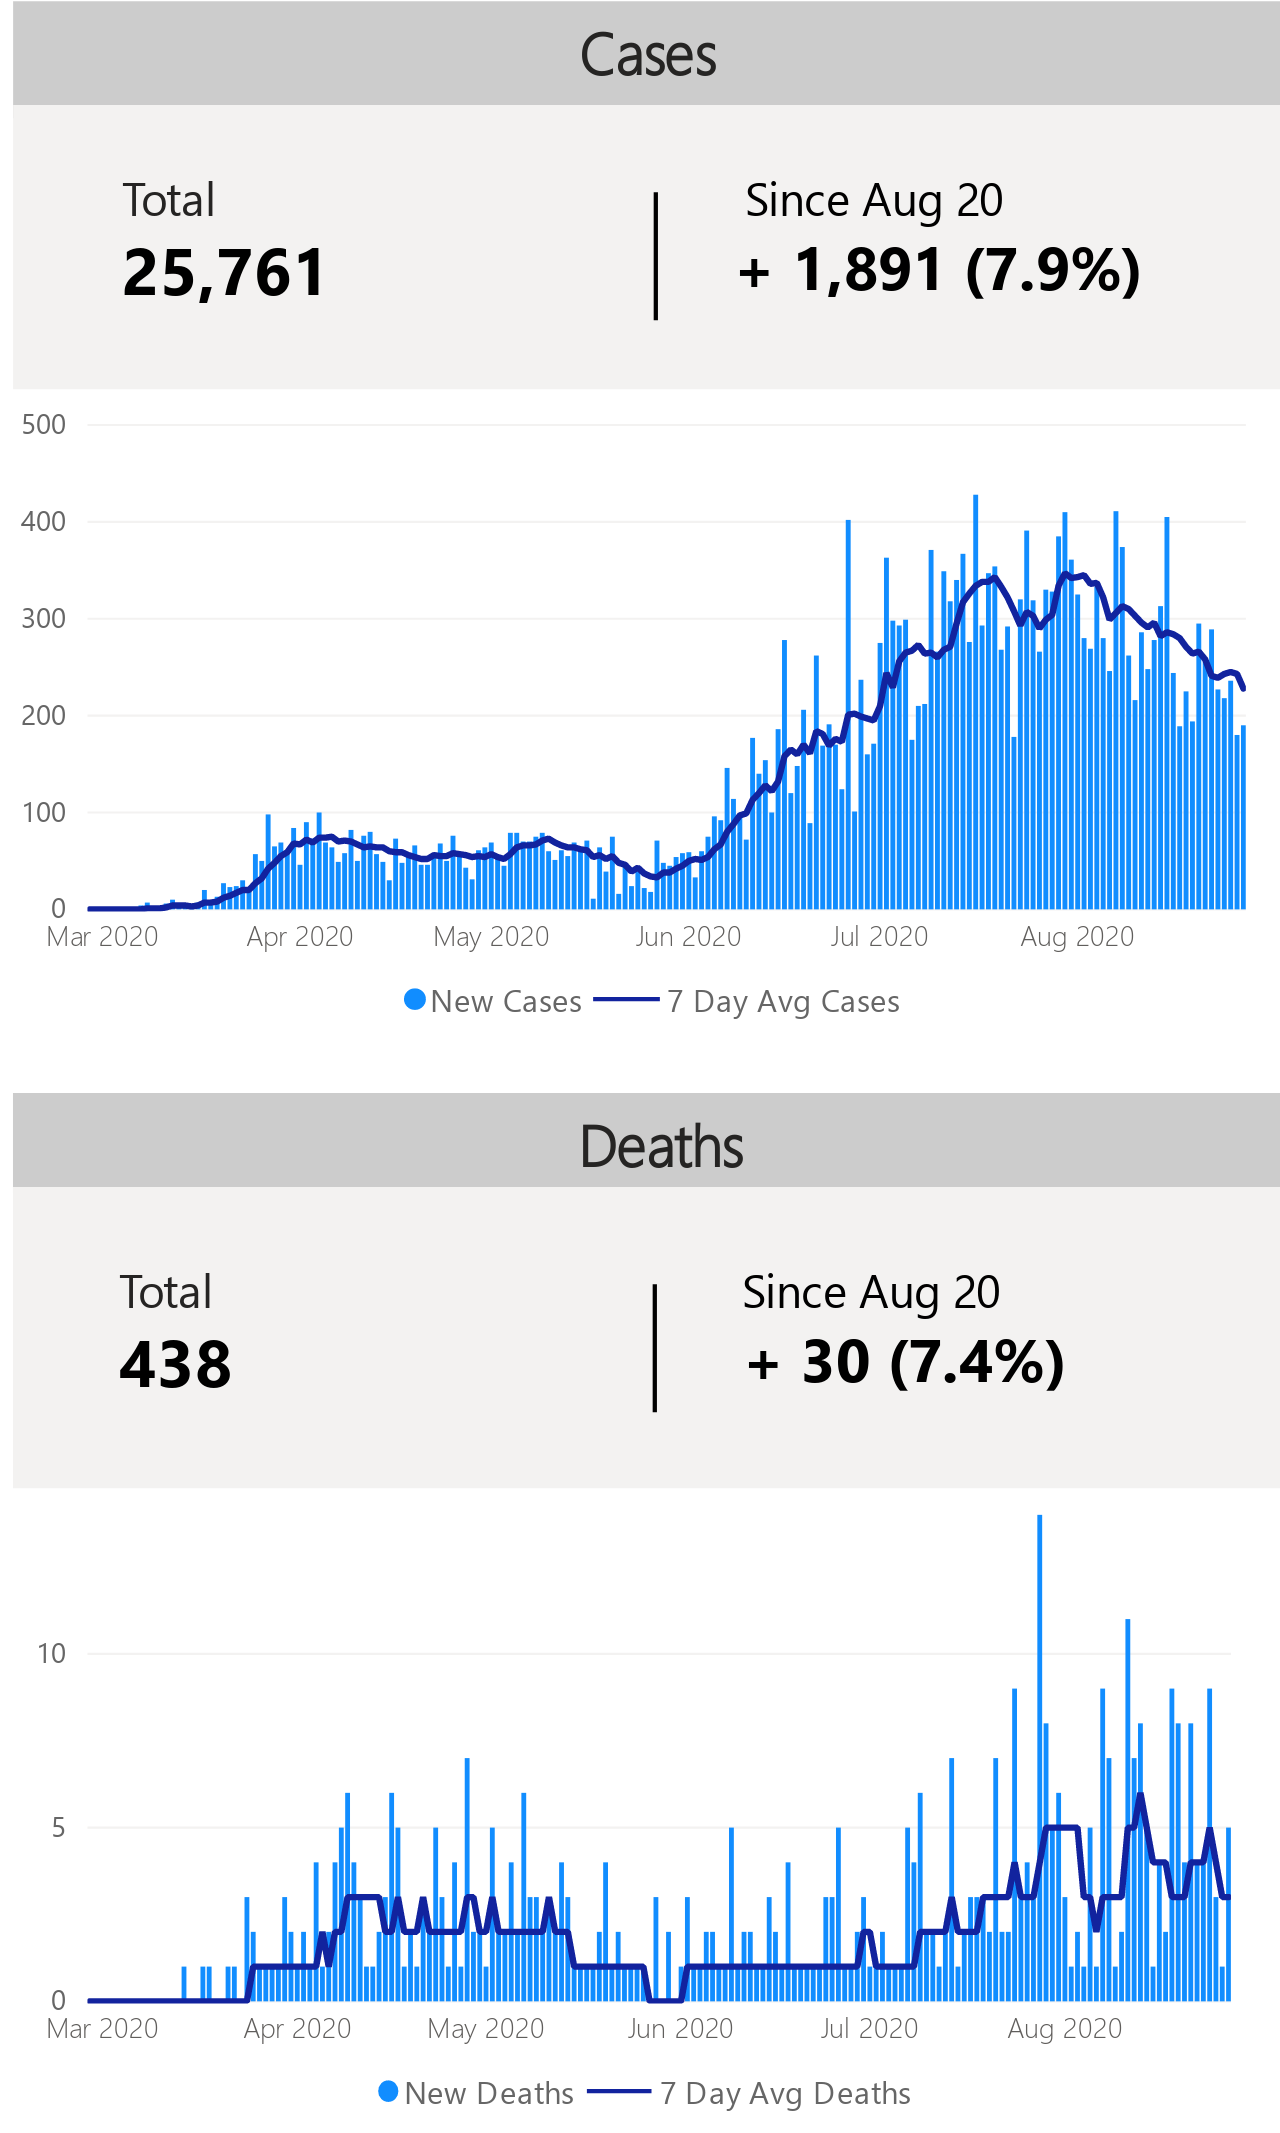 Cases
Total
Since Aug 20
25,761
+ 1,891 (7.9%)
500
400
300
200
100
0
Mar 2020 Apr 2020 May 2020 Jun 2020 Jul 2020 Aug 2020
New Cases 7 Day Avg Cases
Deaths
Total
Since Aug 20
438
+ 30 (7.4%)
10
5
0
Mar 2020 Apr 2020 May 2020 Jun 2020 Jul 2020 Aug 2020
New Deaths 7 Day Avg Deaths